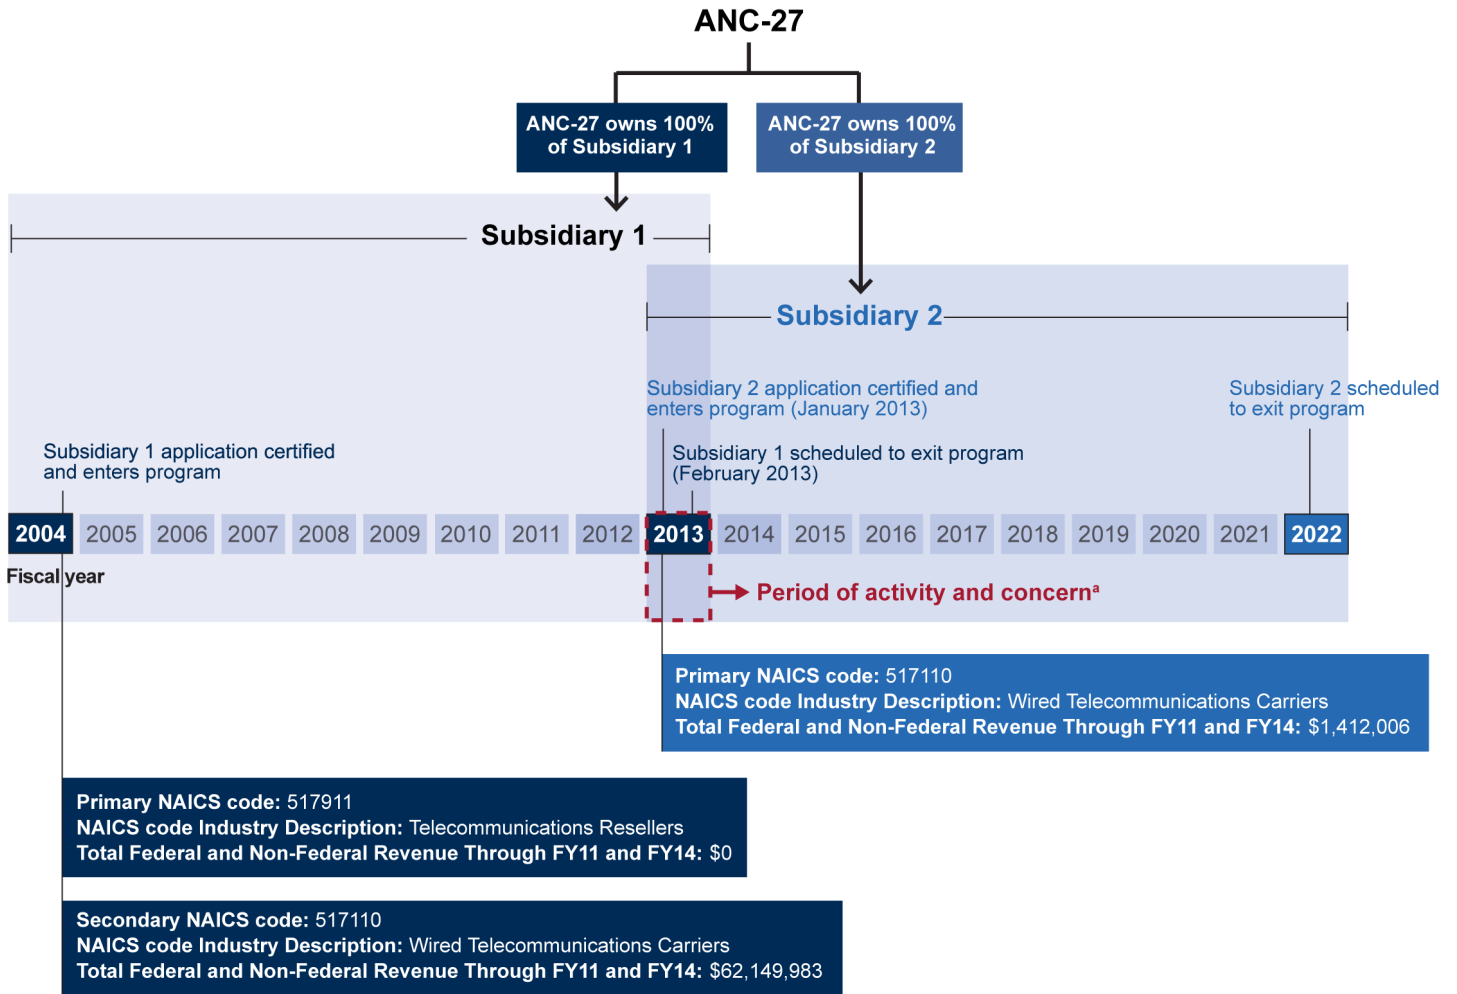 ANC-27
ANC-27 owns 100%
of Subsidiary 1
ANC-27 owns 100%
of Subsidiary 2
Subsidiary 1
Subsidiary 2
Subsidiary 2 application certified and
enters program (January 2013)
Subsidiary 2 scheduled
to exit program
Subsidiary 1 application certified
and enters program
Subsidiary 1 scheduled to exit program
(February 2013)
2004 2005 2006 2007 2008 2009 2010 2011 2012 2013 2014 2015 2016 2017 2018 2019 2020 2021 2022
Fiscal year
Period of activity and concernᵃ
Primary NAICS code: 517110
NAICS code Industry Description: Wired Telecommunications Carriers
Total Federal and Non-Federal Revenue Through FY11 and FY14: $1,412,006
Primary NAICS code: 517911
NAICS code Industry Description: Telecommunications Resellers
Total Federal and Non-Federal Revenue Through FY11 and FY14: $0
Secondary NAICS code: 517110
NAICS code Industry Description: Wired Telecommunications Carriers
Total Federal and Non-Federal Revenue Through FY11 and FY14: $62,149,983